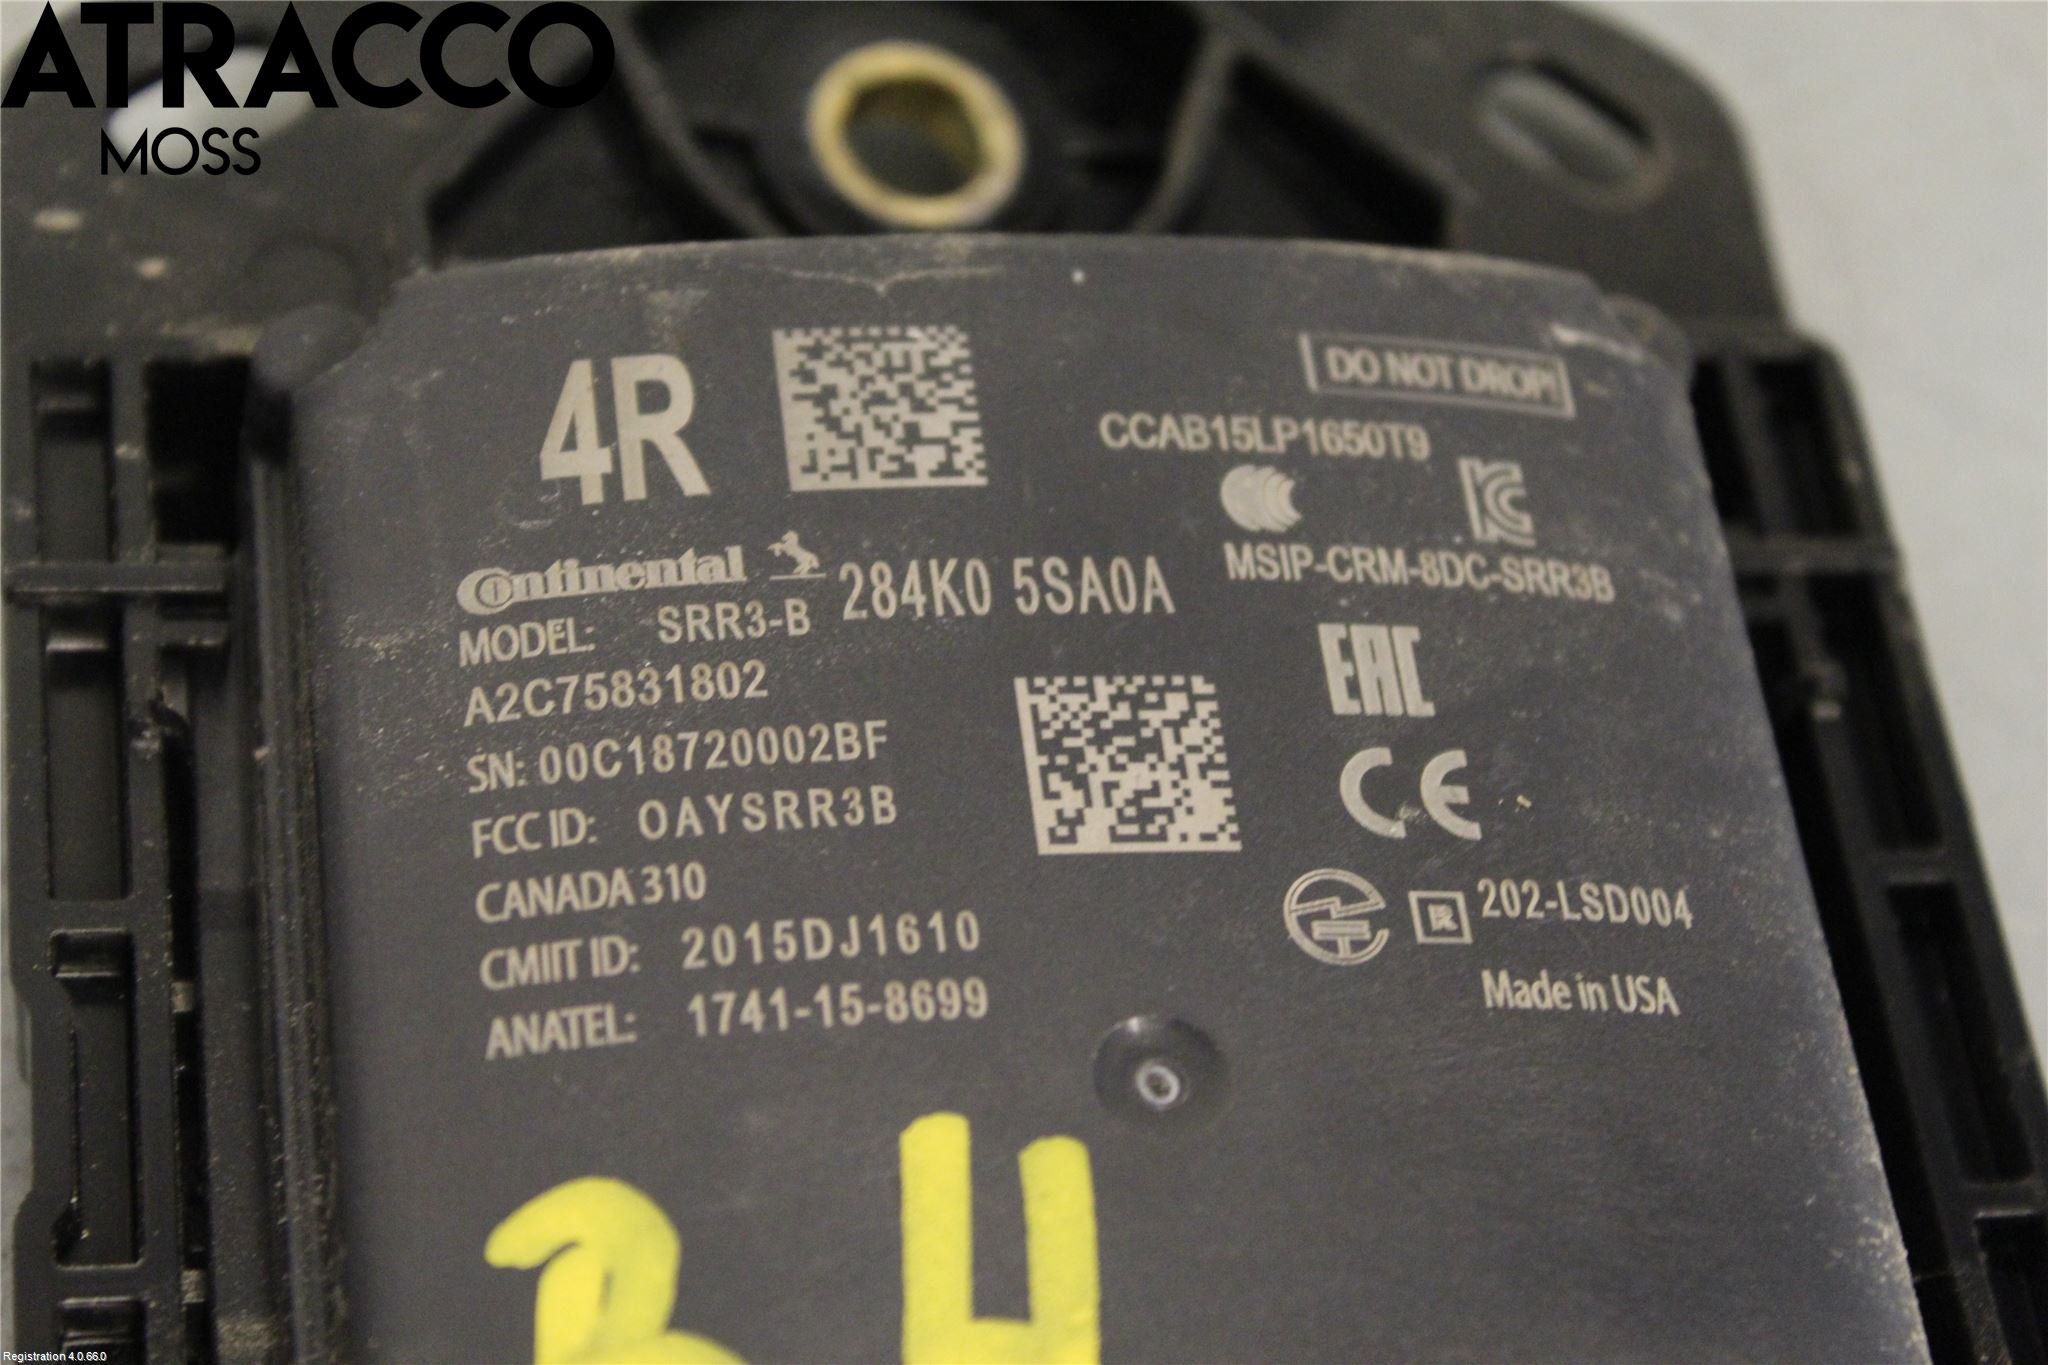 ATRACCO
MOSS
4R
DO NOT DROP!
CCAB15LP1650T9
MSIP-CRM-8DC-SRR3B
Continental
284K0 5SA0A
MODEL: SRR3-B
A2C75831802
SN: 00C18720002BF
FCC ID: OAYSRR3B
CANADA 310
CMIIT ID: 2015DJ1610
ANATEL: 1741-15-8699
EAC
CE
R 202-LSD004
Made in USA
Registration 4.0.66.0